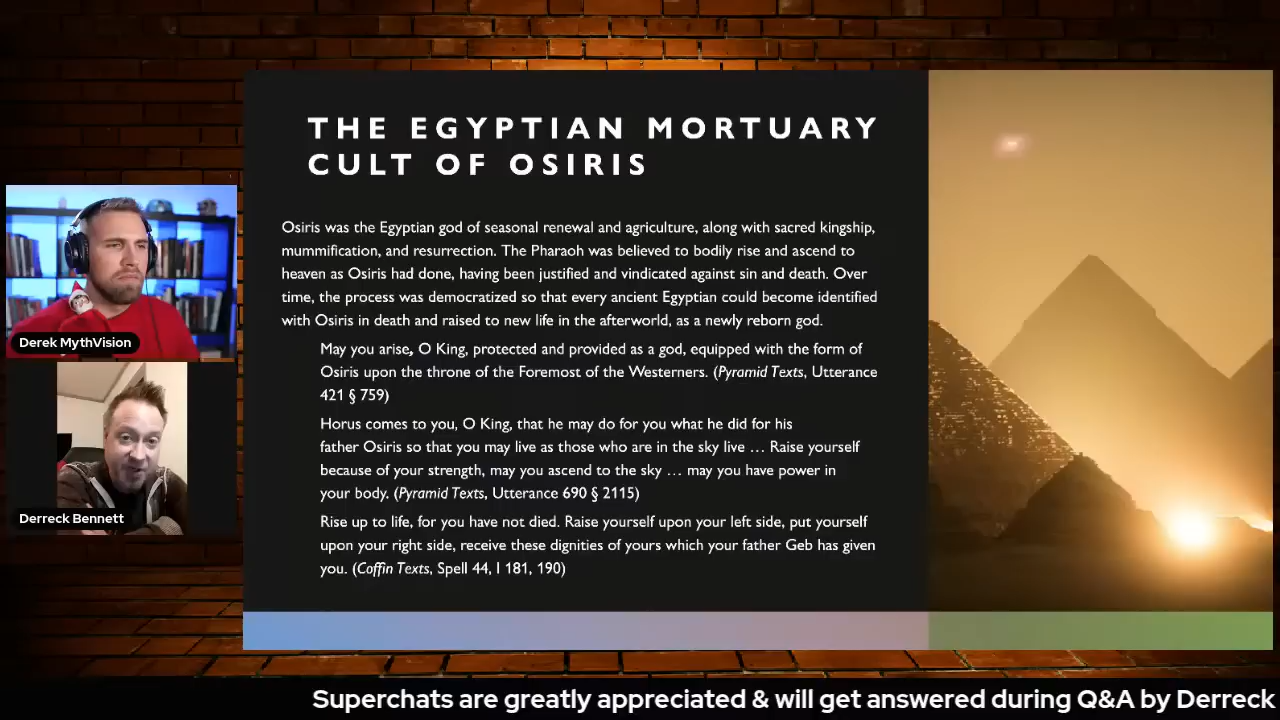 THE EGYPTIAN MORTUARY
CULT OF OSIRIS
Osiris was the Egyptian god of seasonal renewal and agriculture, along with sacred kingship,
mummification, and resurrection. The Pharaoh was believed to bodily rise and ascend to
heaven as Osiris had done, having been justified and vindicated against sin and death. Over
time, the process was democratized so that every ancient Egyptian could become identified
with Osiris in death and raised to new life in the afterworld, as a newly reborn god.
May you arise, O King, protected and provided as a god, equipped with the form of
Osiris upon the throne of the Foremost of the Westerners. (Pyramid Texts, Utterance
421 § 759)
Horus comes to you, O King, that he may do for you what he did for his
father Osiris so that you may live as those who are in the sky live … Raise yourself
because of your strength, may you ascend to the sky … may you have power in
your body. (Pyramid Texts, Utterance 690 § 2115)
Rise up to life, for you have not died. Raise yourself upon your left side, put yourself
upon your right side, receive these dignities of yours which your father Geb has given
you. (Coffin Texts, Spell 44, I 181, 190)
Derek MythVision
Derreck Bennett
Superchats are greatly appreciated & will get answered during Q&A by Derreck